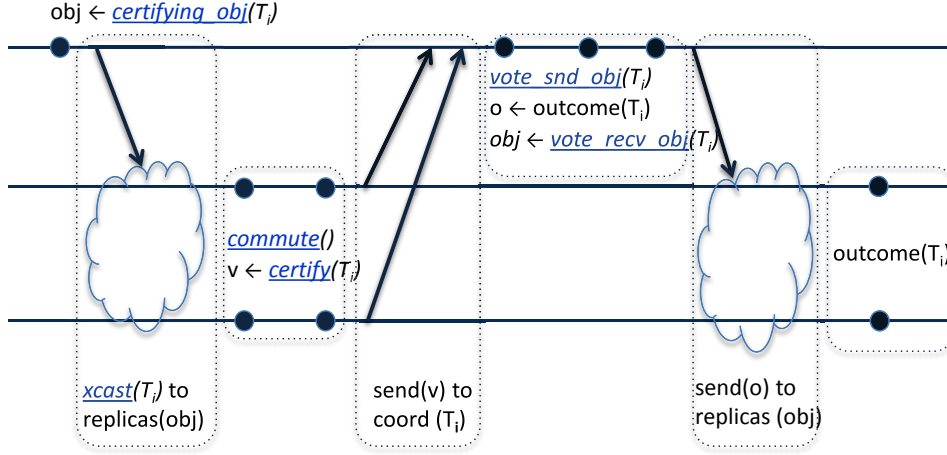 obj ← certifying_obj(Ti)
vote_snd_obj(Ti)
o ← outcome(Ti)
obj ← vote_recv_obj(Ti)
commute()
v ← certify(Ti)
outcome(Ti)
xcast(Ti) to
replicas(obj)
send(v) to
coord (Ti)
send(o) to
replicas (obj)